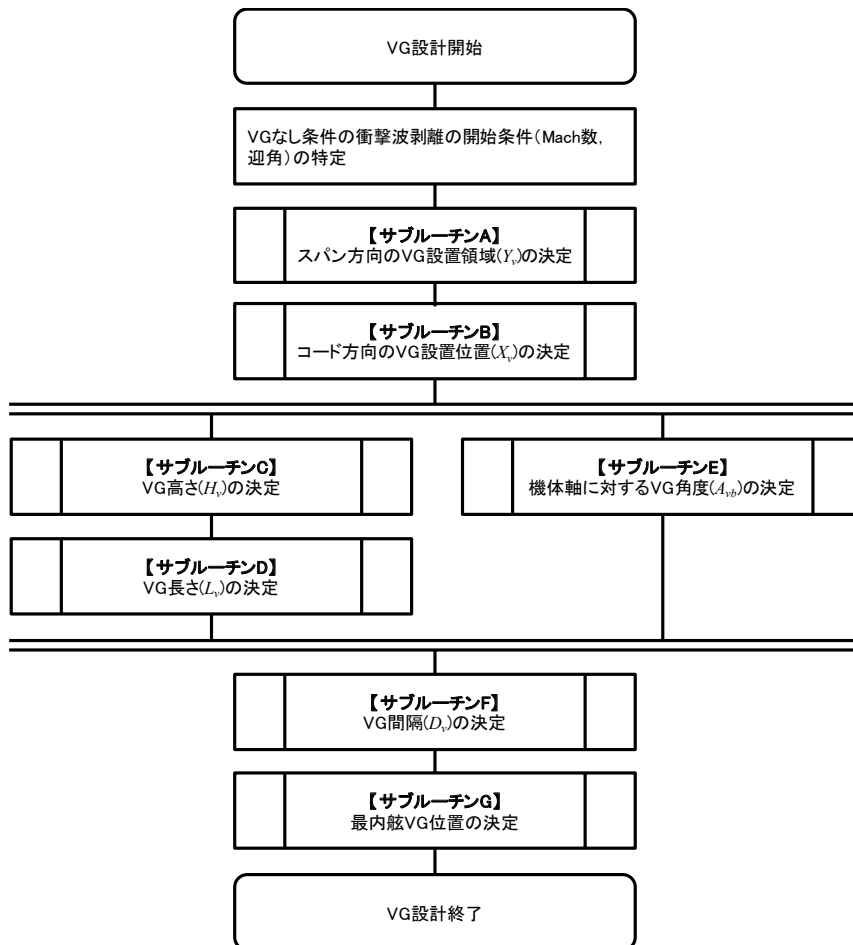 VG設計開始
VGなし条件の衝撃波剥離の開始条件(Mach数,
迎角)の特定
【サブルーチンA】
スパン方向のVG設置領域(Yv)の決定
【サブルーチンB】
コード方向のVG設置位置(Xv)の決定
【サブルーチンC】
VG高さ(Hv)の決定
【サブルーチンD】
VG長さ(Lv)の決定
【サブルーチンE】
機体軸に対するVG角度(Avb)の決定
【サブルーチンF】
VG間隔(Dv)の決定
【サブルーチンG】
最内舷VG位置の決定
VG設計終了